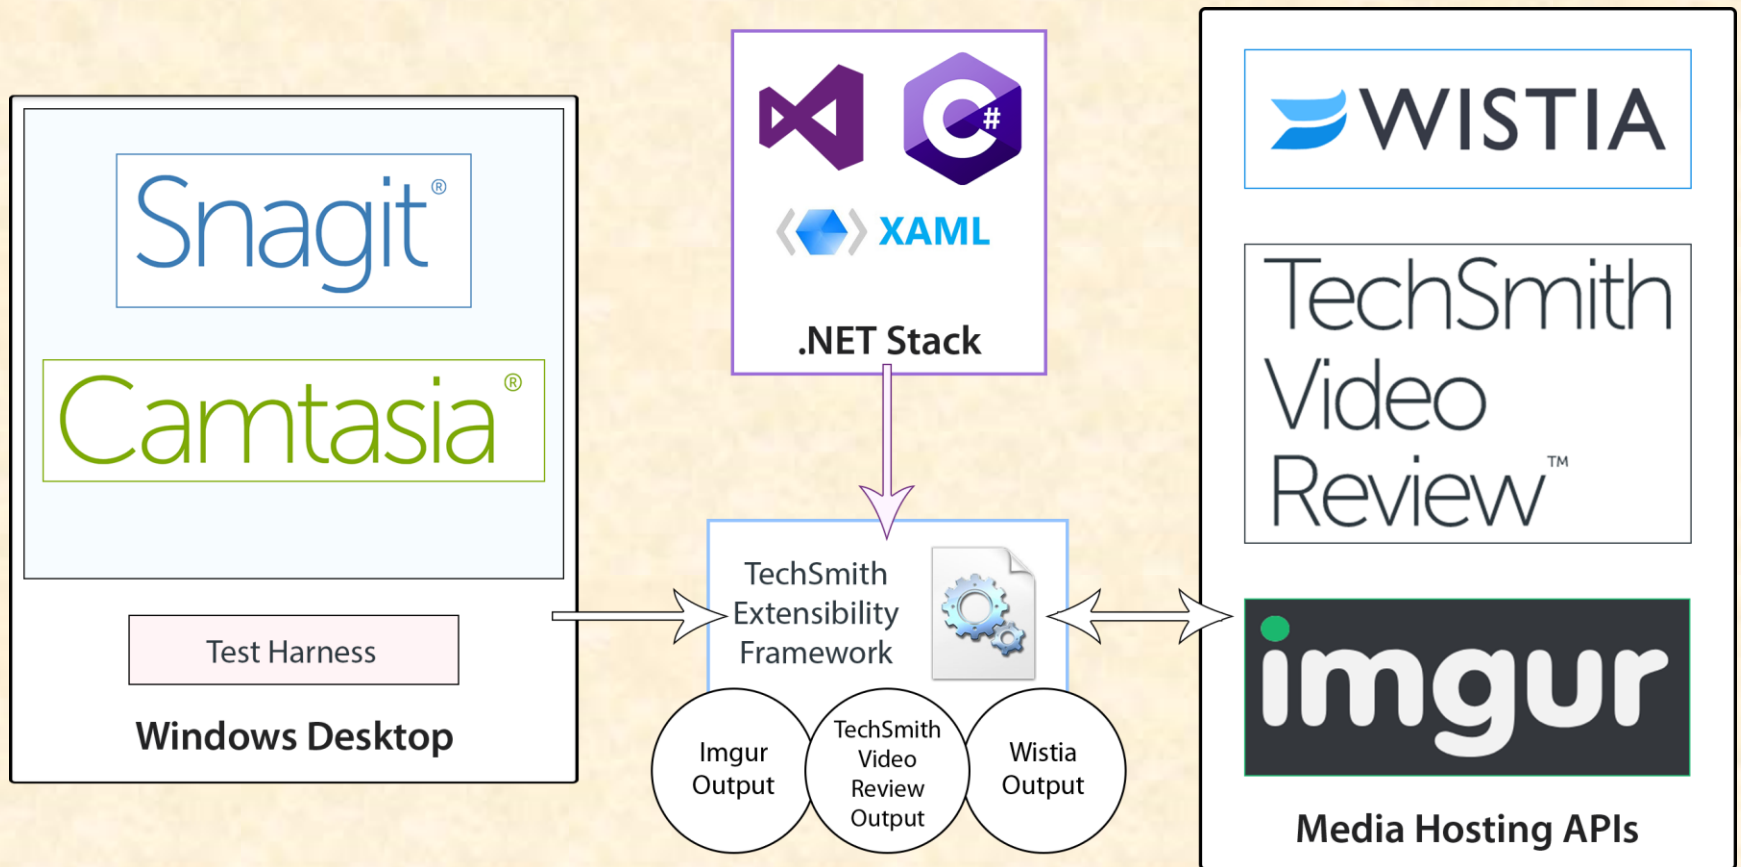 Snagit®
Camtasia®
Test Harness
Windows Desktop
C#
XAML
.NET Stack
TechSmith
Extensibility
Framework
Imgur
Output
TechSmith
Video
Review
Output
Wistia
Output
WISTIA
TechSmith
Video
Review™
imgur
Media Hosting APIs